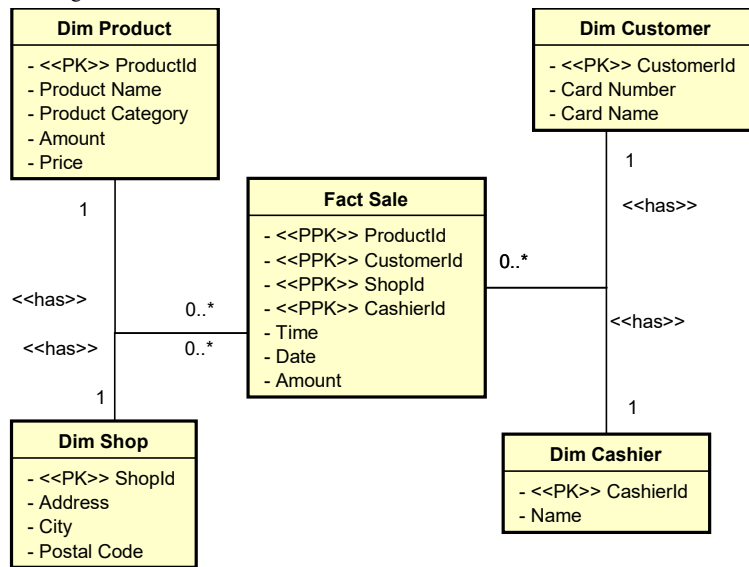 Dim Product
- <<PK>> ProductId
- Product Name
- Product Category
- Amount
- Price
Dim Customer
- <<PK>> CustomerId
- Card Number
- Card Name
1
1
<<has>>
Fact Sale
- <<PPK>> ProductId
- <<PPK>> CustomerId
- <<PPK>> ShopId
- <<PPK>> CashierId
- Time
- Date
- Amount
0..*
<<has>>
0..*
<<has>>
<<has>>
0..*
1
1
Dim Shop
- <<PK>> ShopId
- Address
- City
- Postal Code
Dim Cashier
- <<PK>> CashierId
- Name